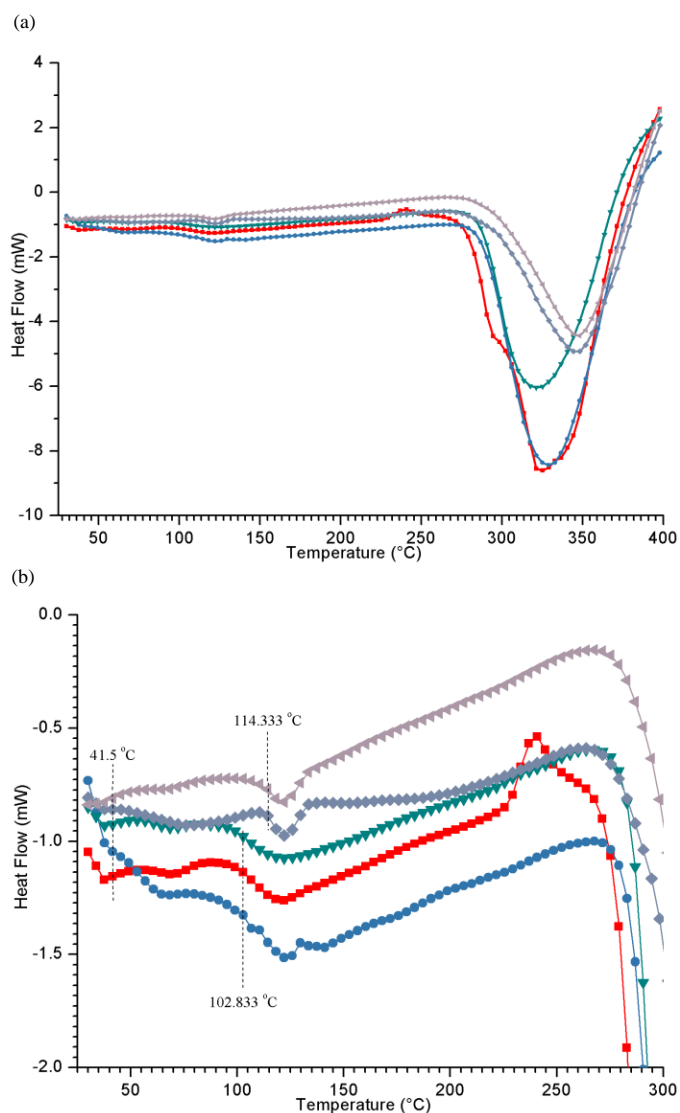 (a)
4
2
0
-2
-4
-6
-8
-10
Heat Flow (mW)
50 100 150 200 250 300 350 400
Temperature (°C)
(b)
0.0
-0.5
-1.0
-1.5
-2.0
Heat Flow (mW)
114.333 °C
41.5 °C
102.833 °C
50 100 150 200 250 300
Temperature (°C)